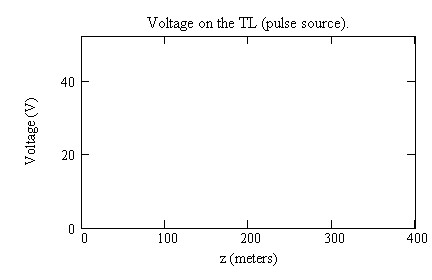 Voltage on the TL (pulse source).
Voltage (V)
40
20
0
0 100 200 300 400
z (meters)